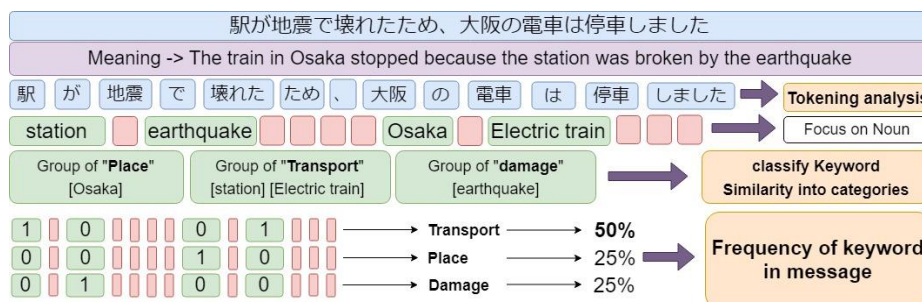 駅が地震で壊れたため、大阪の電車は停車しました
Meaning -> The train in Osaka stopped because the station was broken by the earthquake
駅 が 地震 で 壊れた ため 、 大阪 の 電車 は 停車 しました Tokening analysis
station earthquake Osaka Electric train Focus on Noun
Group of "Place"
[Osaka]
Group of "Transport"
[station] [Electric train]
Group of "damage"
[earthquake]
classify Keyword
Similarity into categories
1 0 0 1 Transport 50%
0 0 1 0 Place 25%
0 1 0 0 Damage 25%
Frequency of keyword
in message